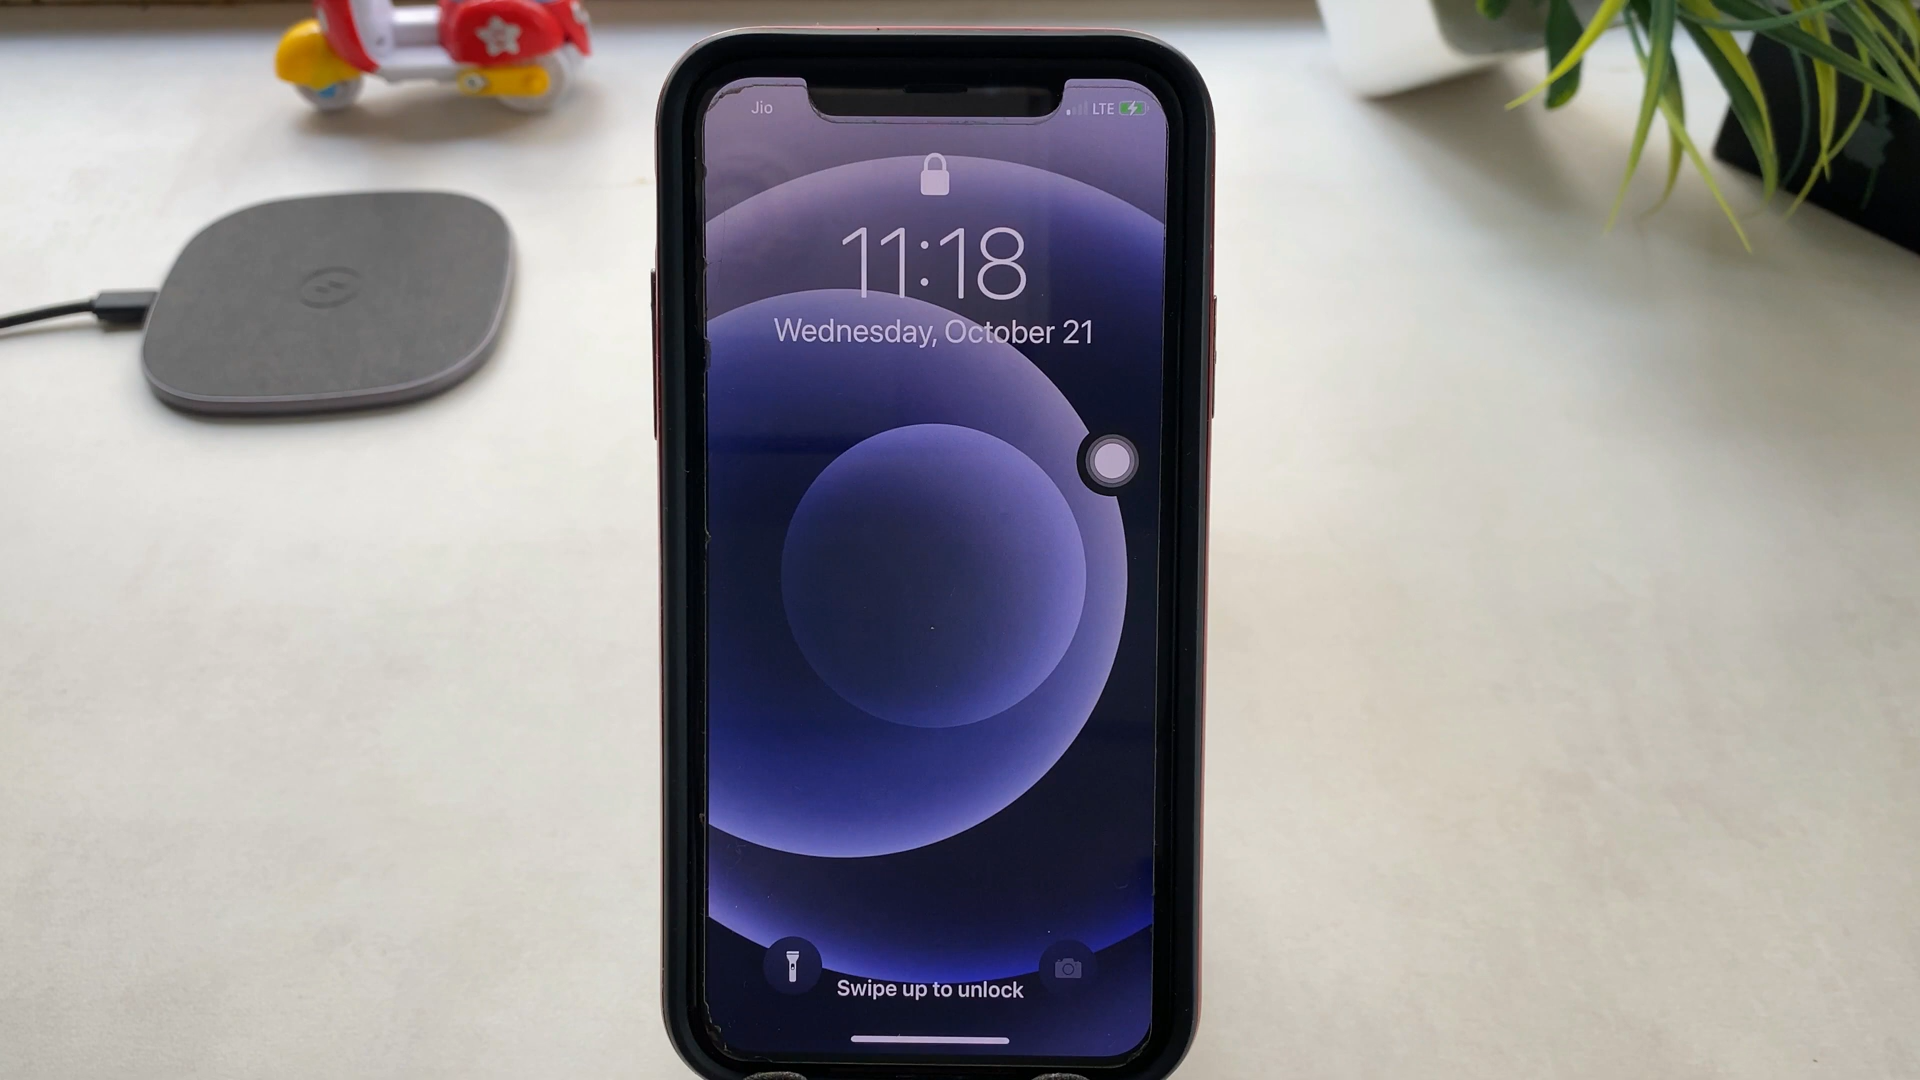 Jio
LTE
11:18
Wednesday, October 21
Swipe up to unlock